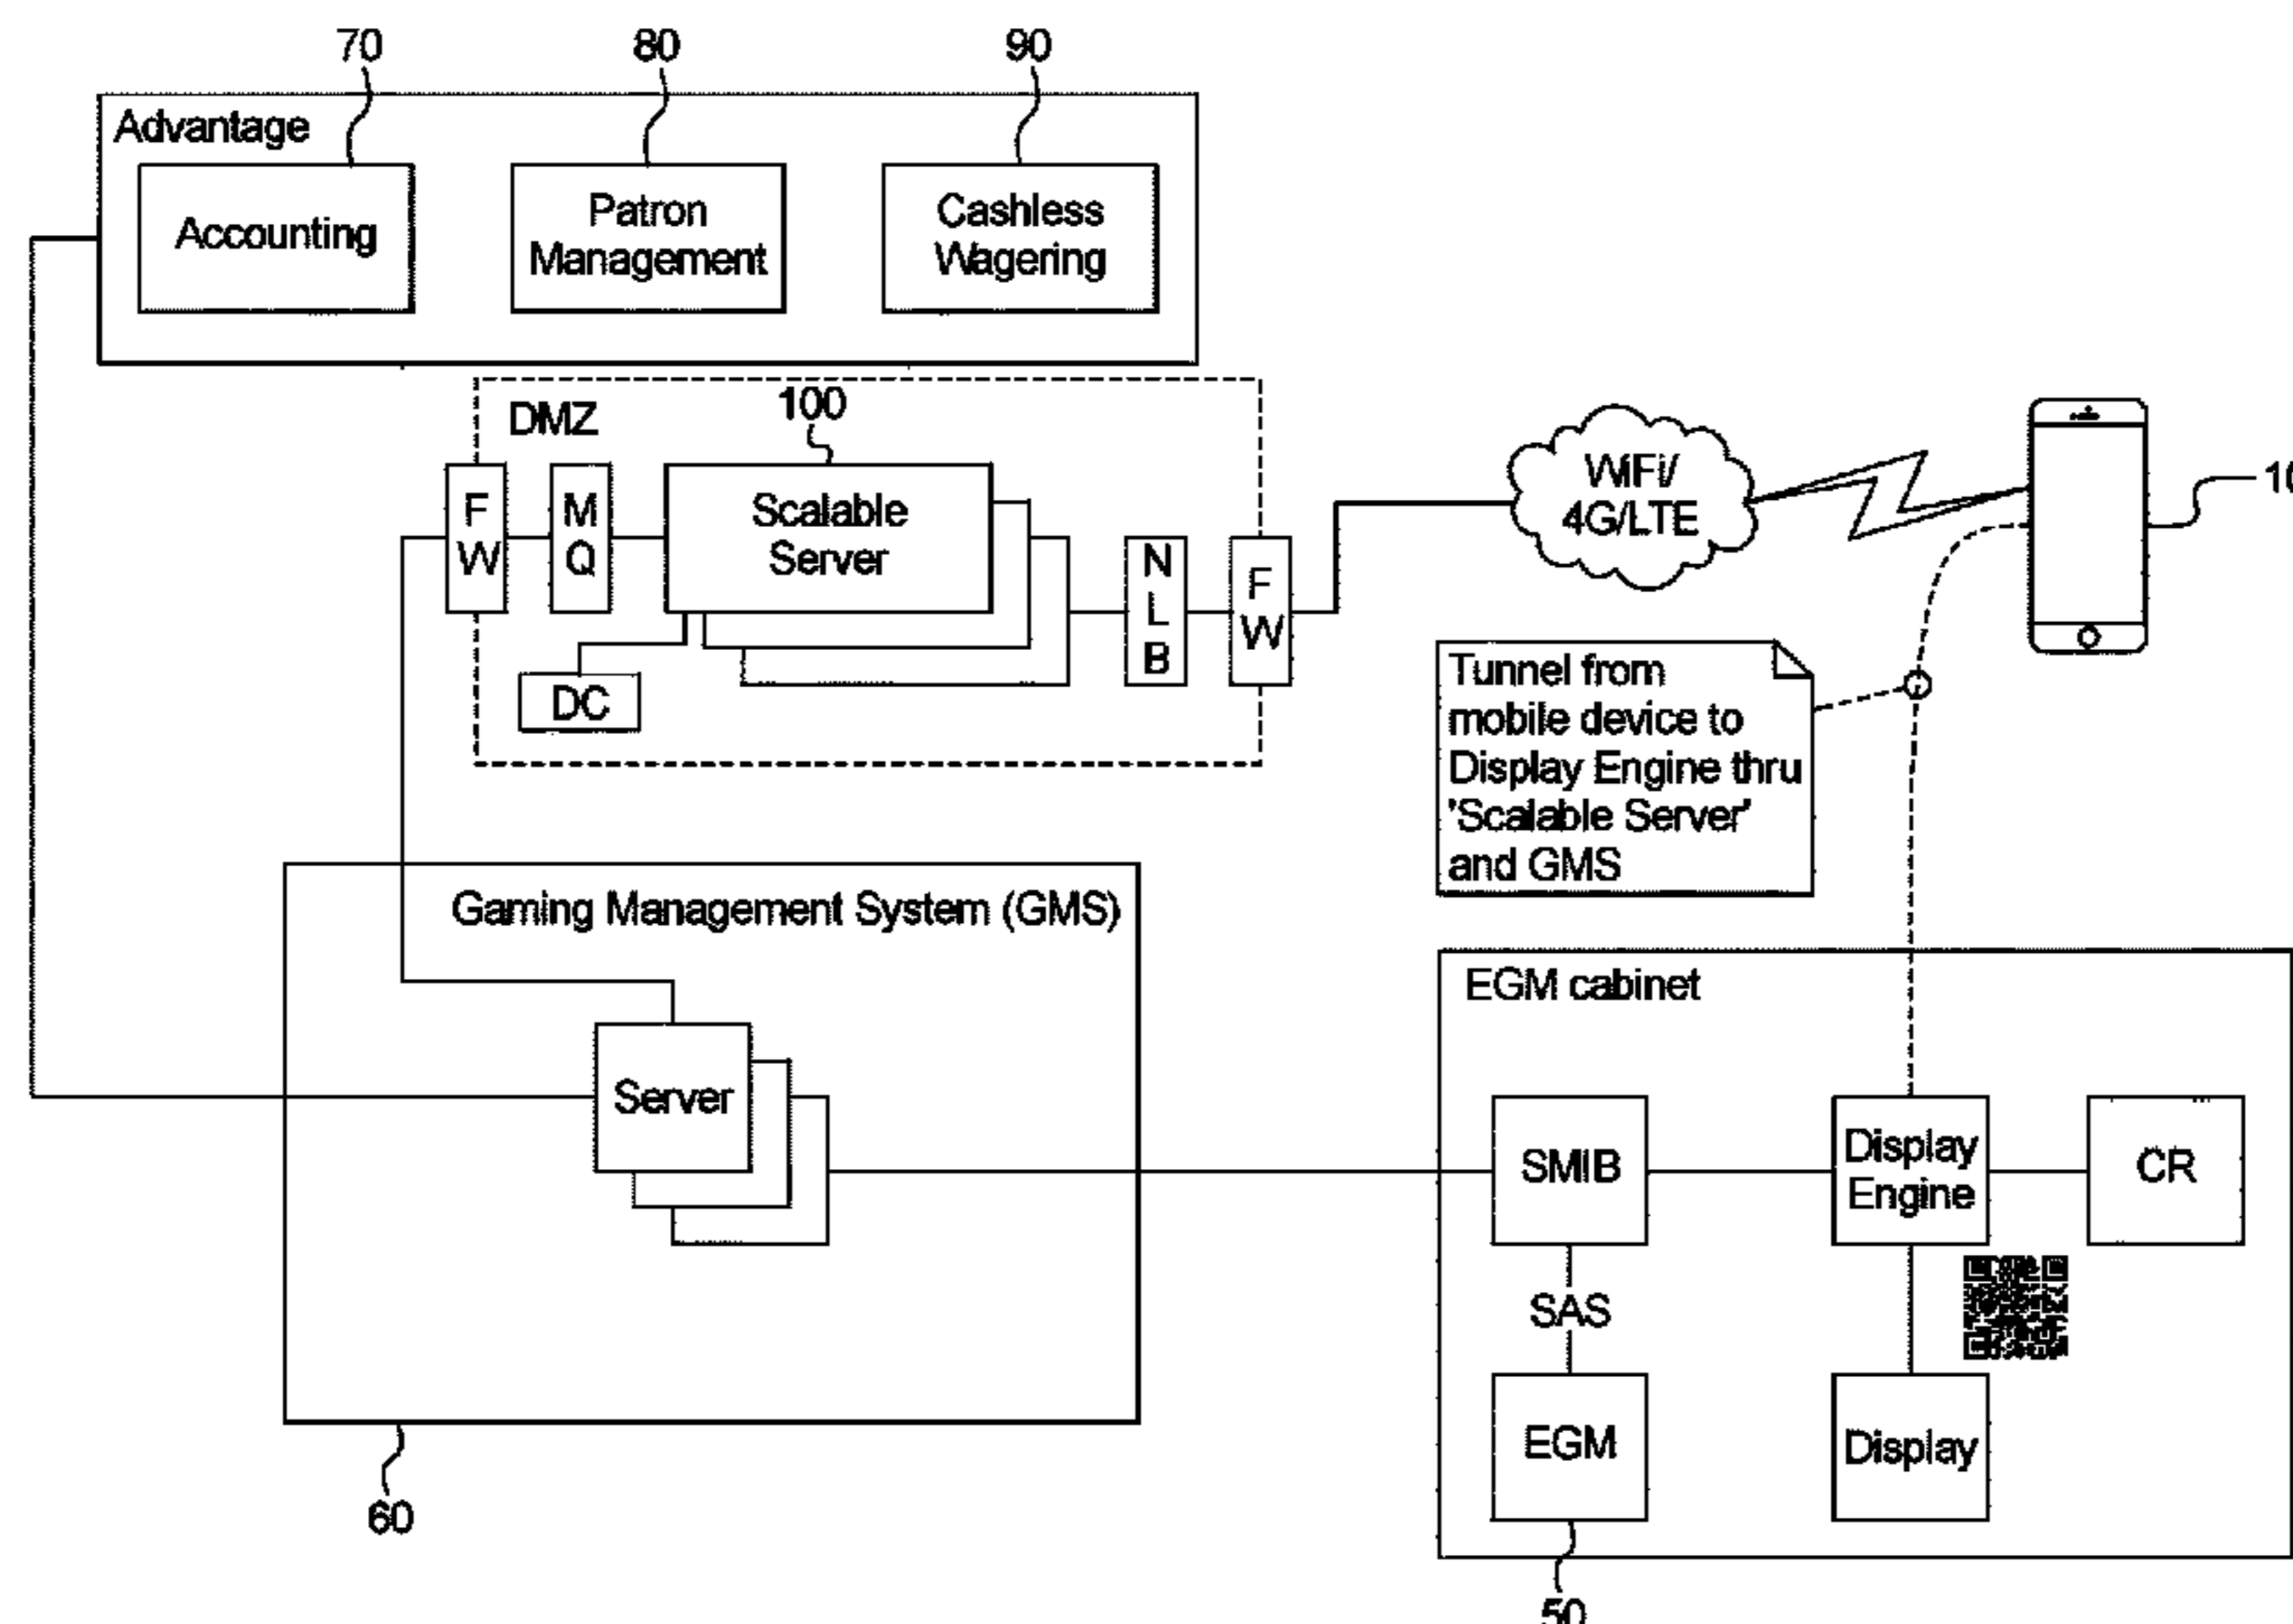 70
80
90
Advantage
Accounting
Patron
Management
Cashless
Wagering
DMZ
100
F
W
M
Q
Scalable
Server
N
L
B
F
W
DC
WiFi/
4G/LTE
10
Tunnel from
mobile device to
Display Engine thru
'Scalable Server'
and GMS
Gaming Management System (GMS)
Server
60
EGM cabinet
SMIB
Display
Engine
CR
SAS
EGM
Display
50